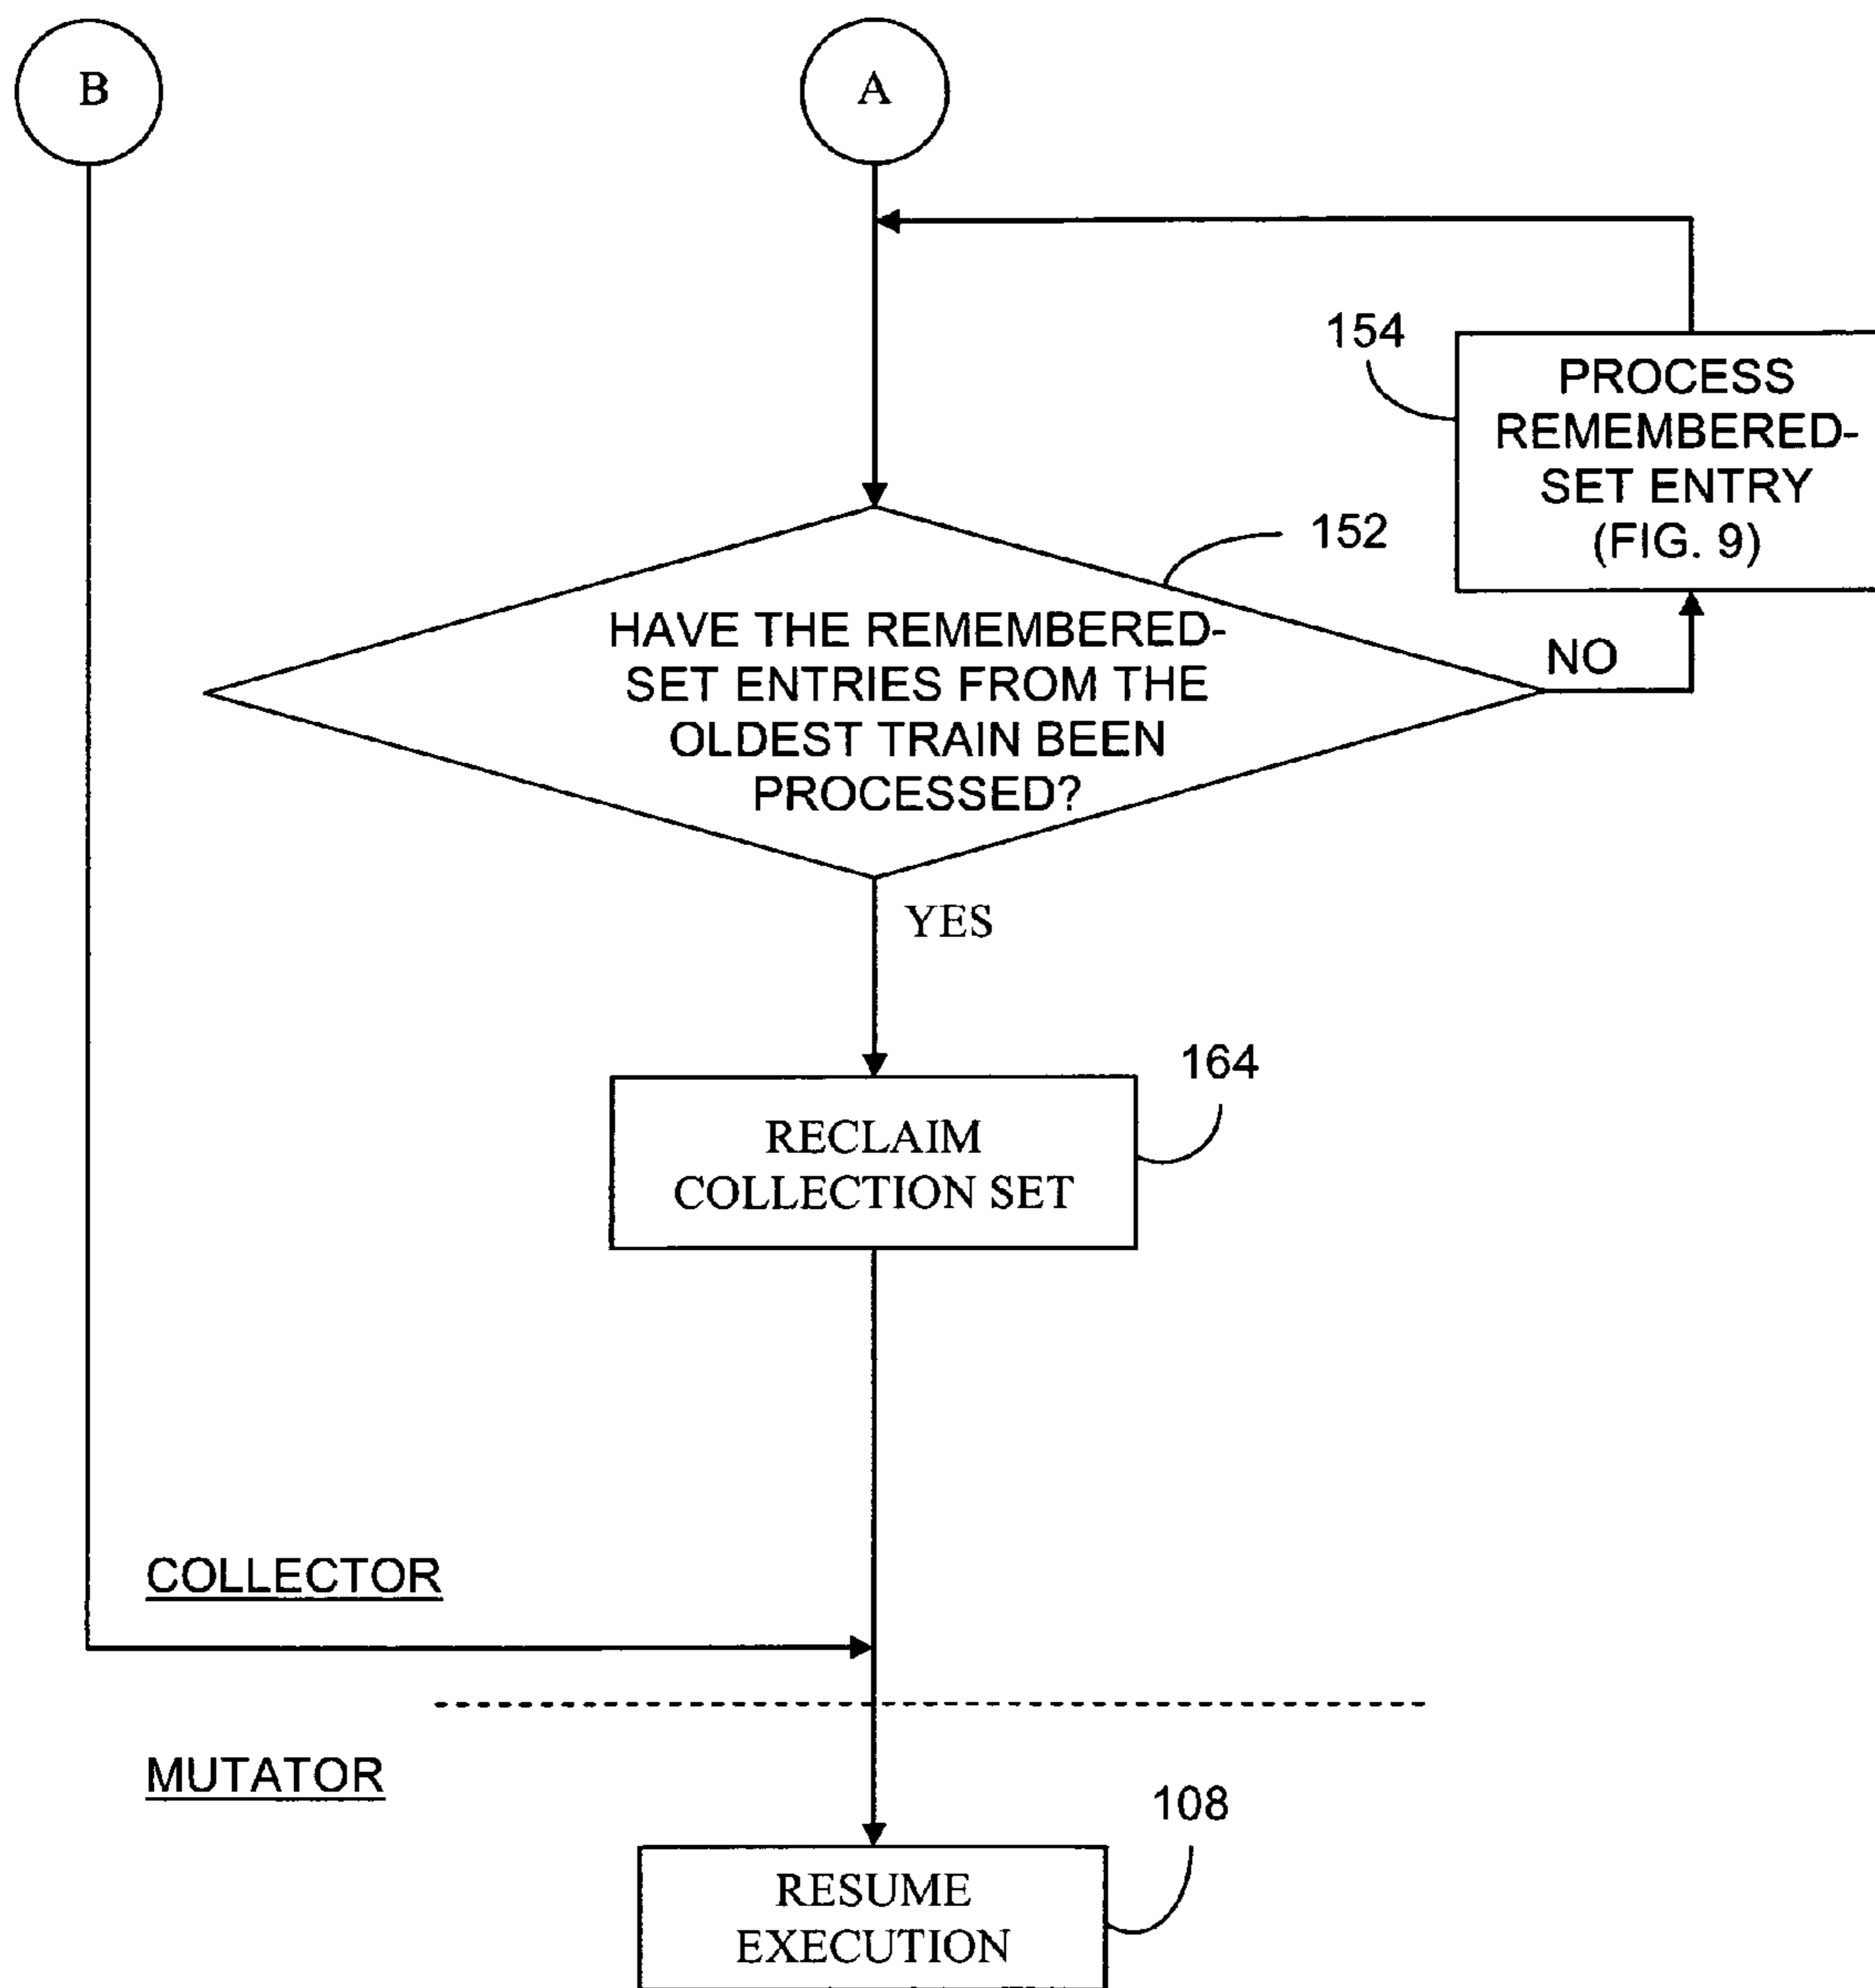 B
A
154
PROCESS
REMEMBERED-
SET ENTRY
(FIG. 9)
152
HAVE THE REMEMBERED-
SET ENTRIES FROM THE
OLDEST TRAIN BEEN
PROCESSED?
NO
YES
164
RECLAIM
COLLECTION SET
COLLECTOR
MUTATOR
108
RESUME
EXECUTION